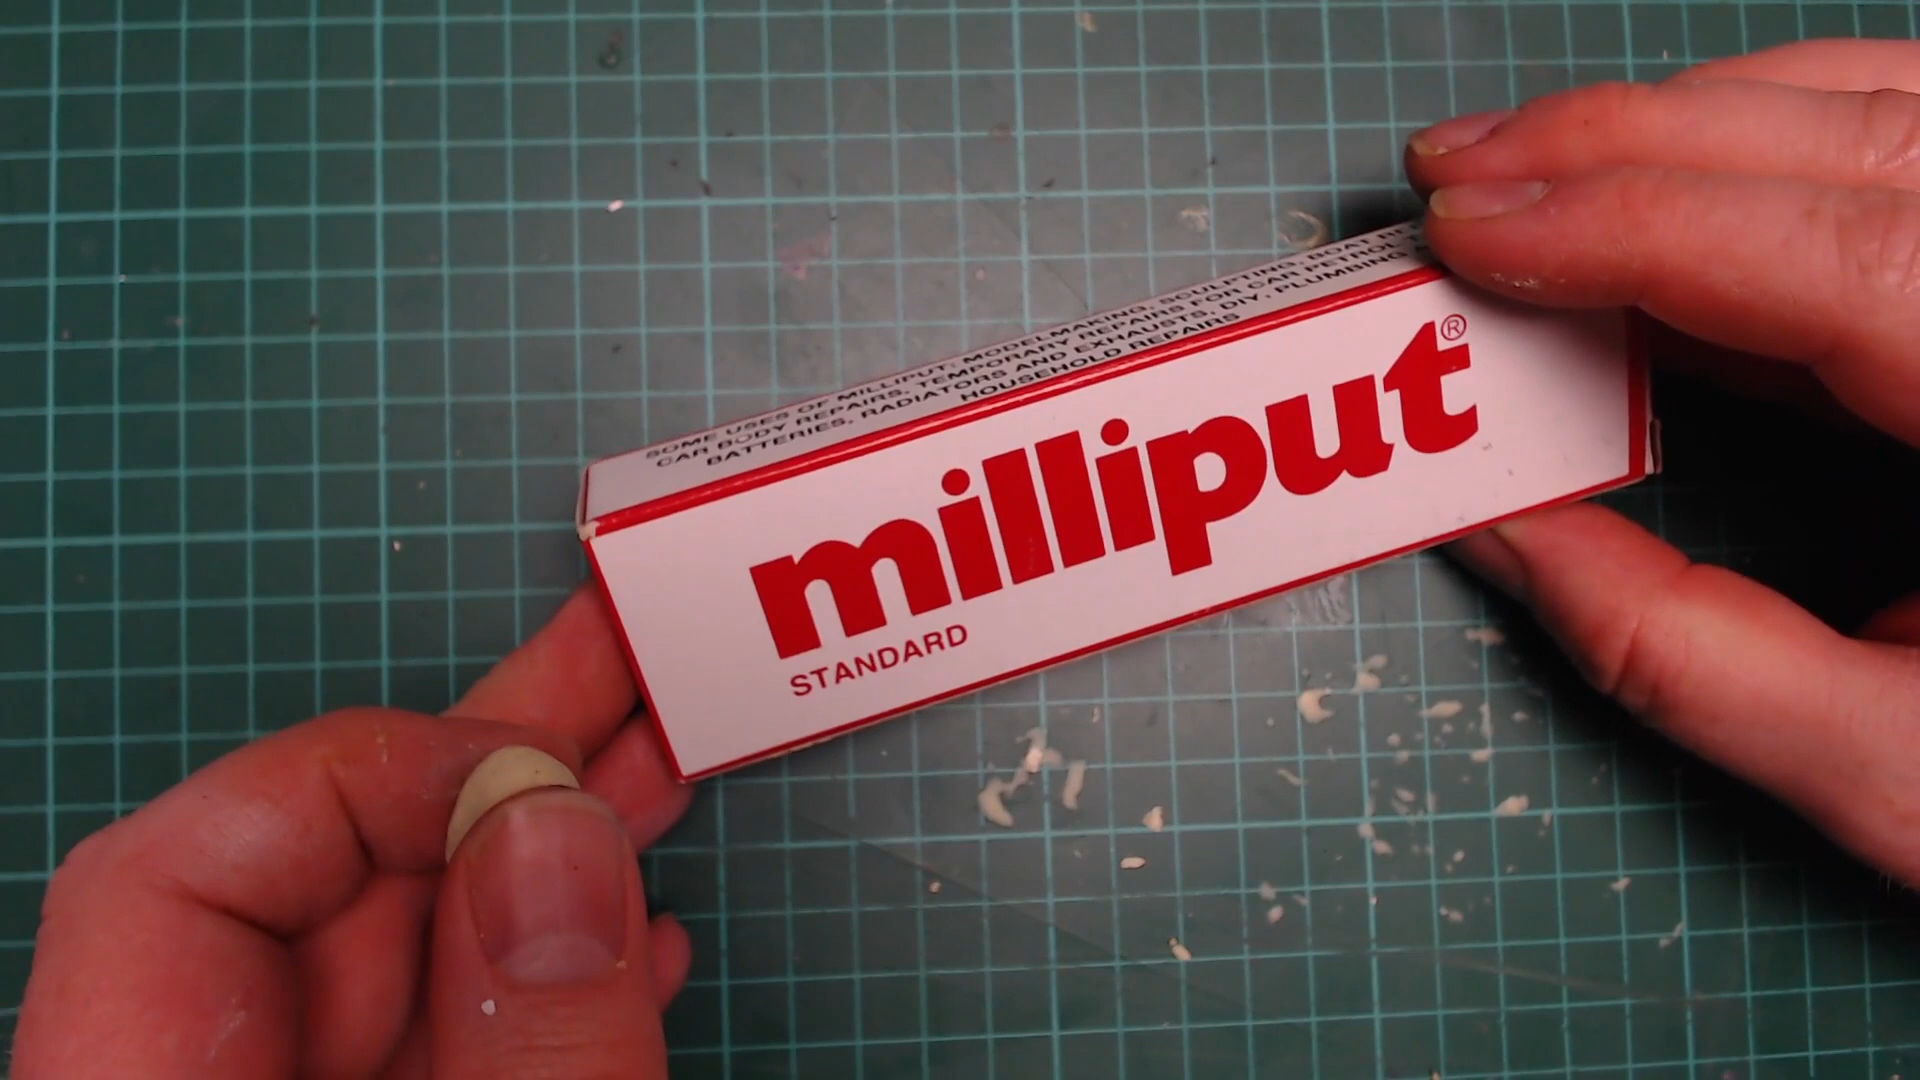 SOME USES OF MILLIPUT. MODELMAKING. SCULPTING. BOAT
CAR BODY REPAIRS. TEMPORARY REPAIRS FOR CAR PETROL
BATTERIES. RADIATORS AND EXHAUSTS. DIY. PLUMBING
HOUSEHOLD REPAIRS
milliput®
STANDARD